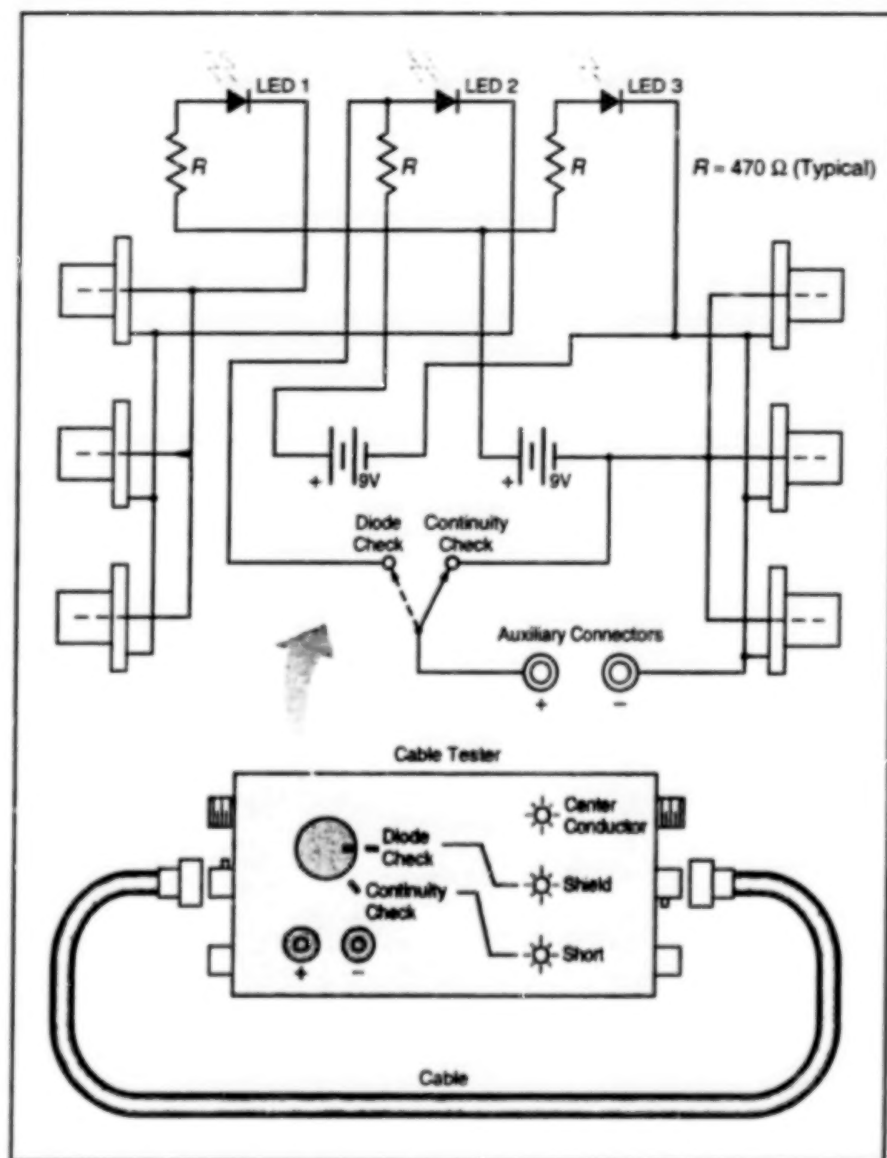 LED 1
LED 2
LED 3
R
R
R
R = 470 Ω (Typical)
+
9V
+
9V
Diode
Check
Continuity
Check
Auxiliary Connectors
+
−
Cable Tester
Center
Conductor
Diode
Check
Shield
Continuity
Check
Short
+
−
Cable